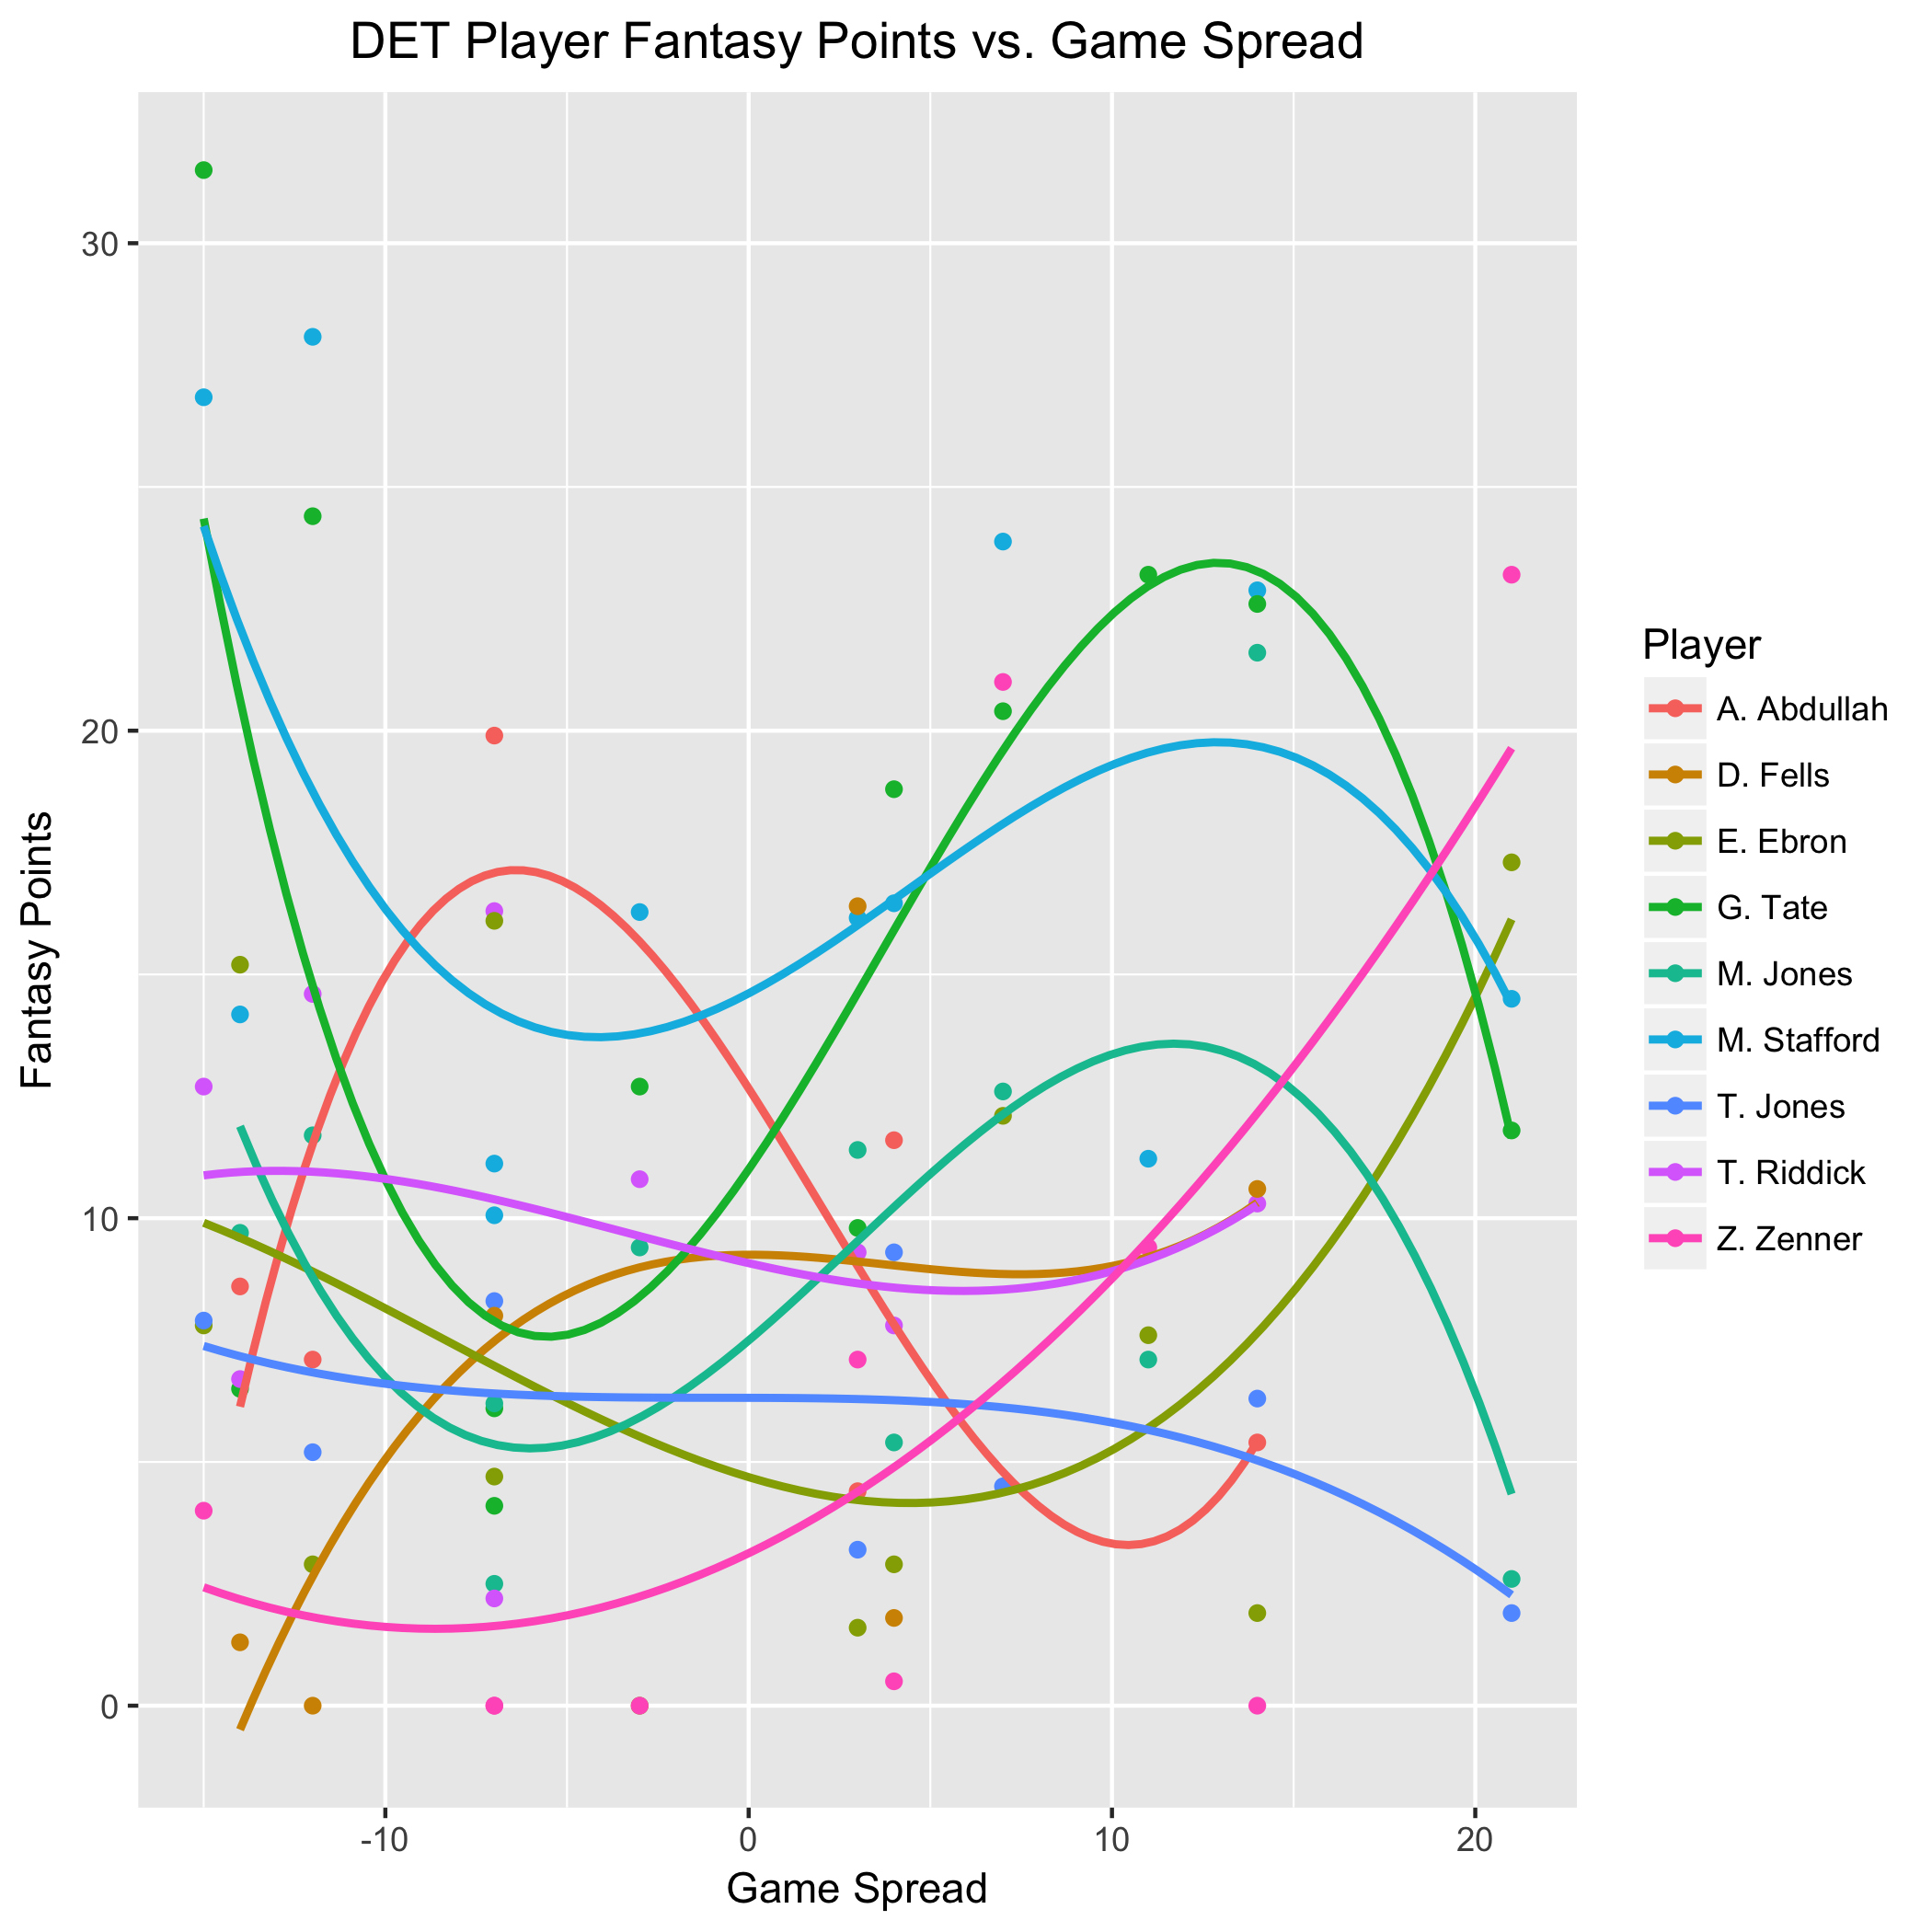 DET Player Fantasy Points vs. Game Spread
Fantasy Points
30
20
10
0
-10
0
10
20
Game Spread
Player
A. Abdullah
D. Fells
E. Ebron
G. Tate
M. Jones
M. Stafford
T. Jones
T. Riddick
Z. Zenner